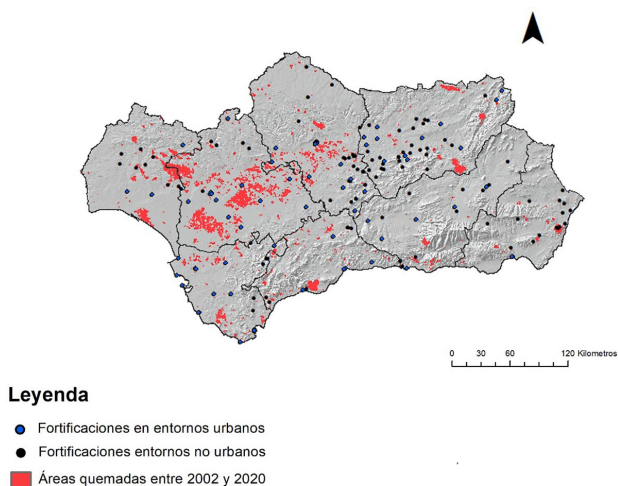 0 30 60 120 Kilometros
Leyenda
Fortificaciones en entornos urbanos
Fortificaciones entornos no urbanos
Áreas quemadas entre 2002 y 2020